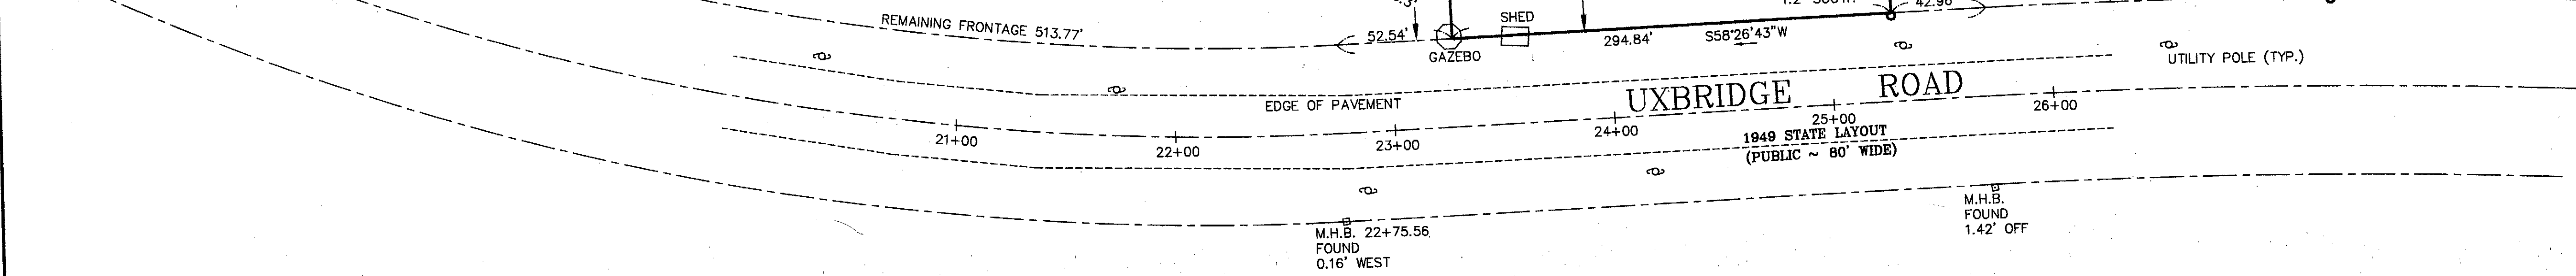 REMAINING FRONTAGE 513.77'
52.54'
GAZEBO
SHED
294.84'
S58°26'43"W
42.98
UTILITY POLE (TYP.)
EDGE OF PAVEMENT
UXBRIDGE ROAD
21+00
22+00
23+00
24+00
25+00
26+00
1949 STATE LAYOUT
(PUBLIC ~ 80' WIDE)
M.H.B. 22+75.56
FOUND
0.16' WEST
M.H.B.
FOUND
1.42' OFF